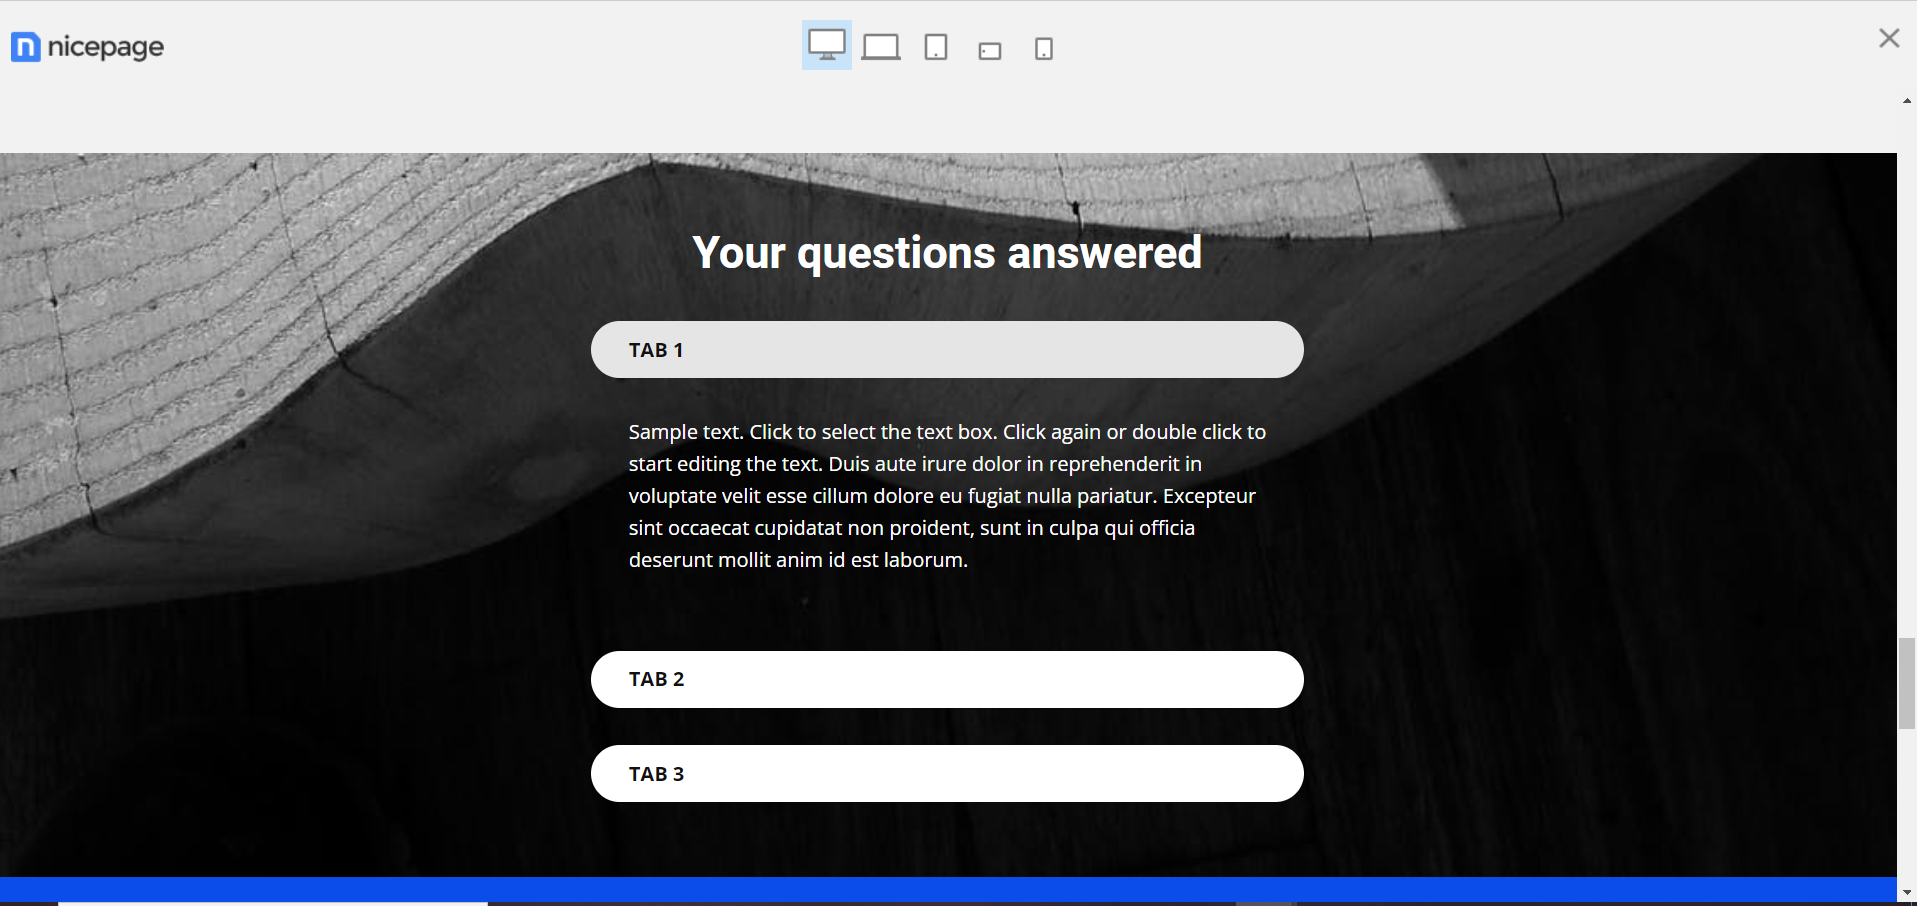 nicepage
Your questions answered
TAB 1
Sample text. Click to select the text box. Click again or double click to
start editing the text. Duis aute irure dolor in reprehenderit in
voluptate velit esse cillum dolore eu fugiat nulla pariatur. Excepteur
sint occaecat cupidatat non proident, sunt in culpa qui officia
deserunt mollit anim id est laborum.
TAB 2
TAB 3